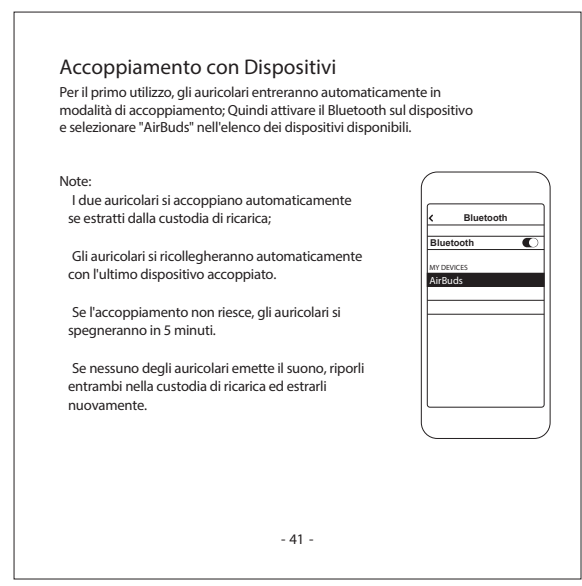 Accoppiamento con Dispositivi
Per il primo utilizzo, gli auricolari entreranno automaticamente in
modalità di accoppiamento; Quindi attivare il Bluetooth sul dispositivo
e selezionare "AirBuds" nell'elenco dei dispositivi disponibili.
Note:
I due auricolari si accoppiano automaticamente
se estratti dalla custodia di ricarica;
Gli auricolari si ricollegheranno automaticamente
con l'ultimo dispositivo accoppiato.
Se l'accoppiamento non riesce, gli auricolari si
spegneranno in 5 minuti.
Se nessuno degli auricolari emette il suono, riporli
entrambi nella custodia di ricarica ed estrarli
nuovamente.
< Bluetooth
Bluetooth
MY DEVICES
AirBuds
- 41 -